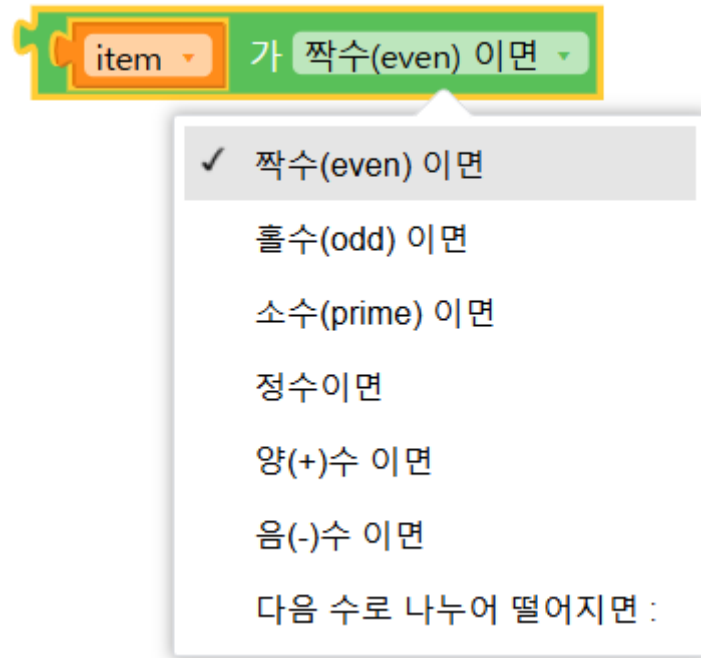 item 가 짝수(even) 이면
짝수(even) 이면
홀수(odd) 이면
소수(prime) 이면
정수이면
양(+)수 이면
음(-)수 이면
다음 수로 나누어 떨어지면 :